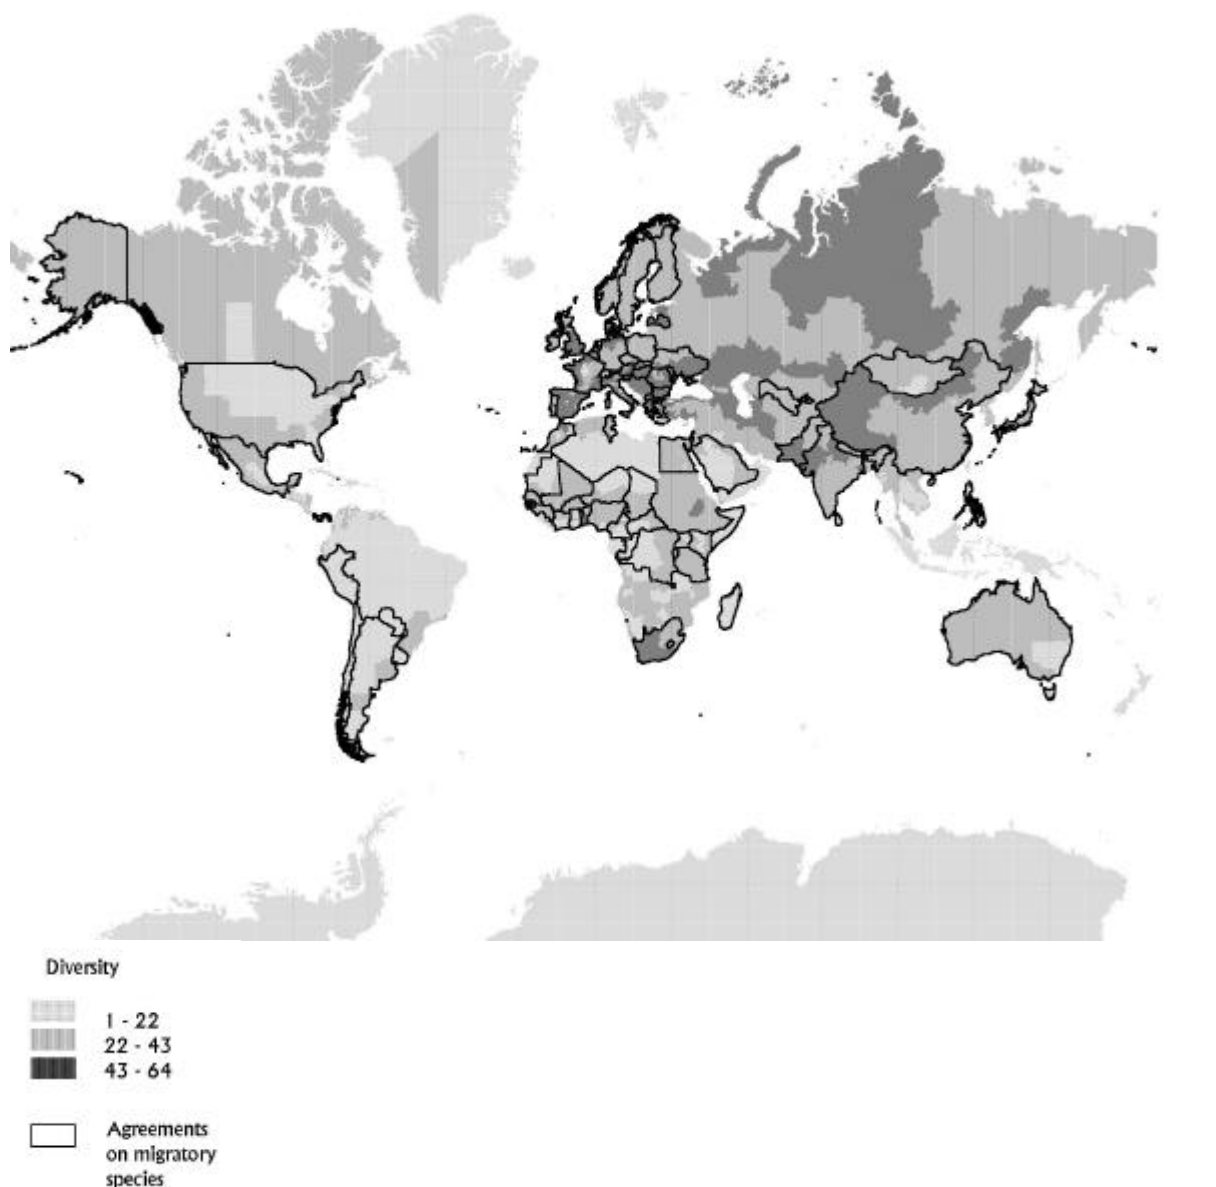 Diversity
1 - 22
22 - 43
43 - 64
Agreements
on migratory
species